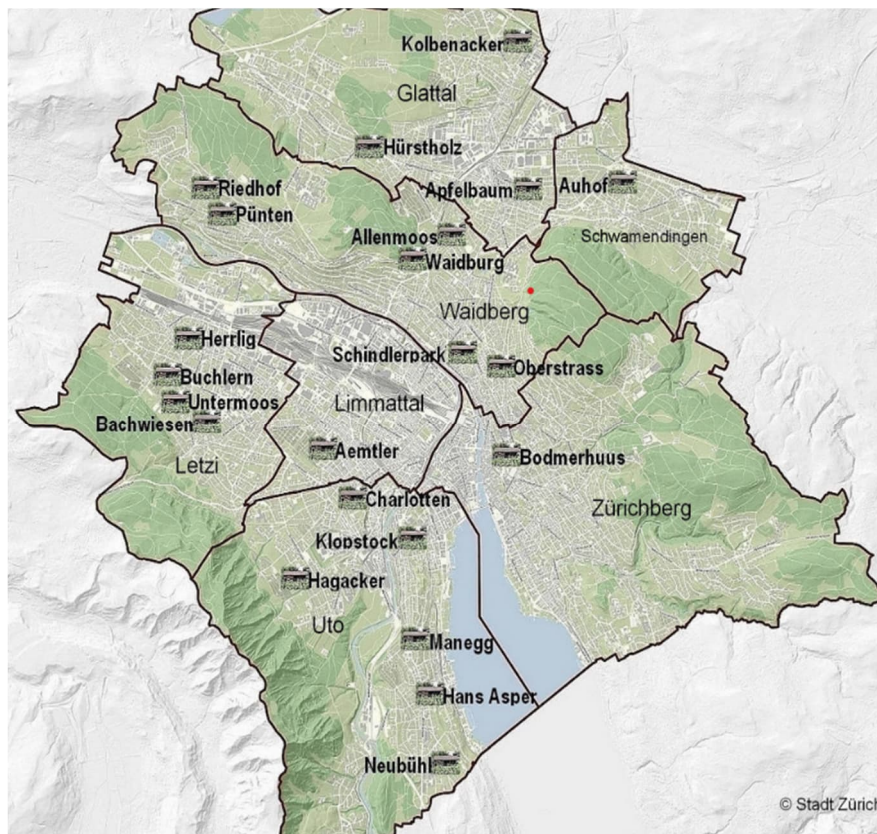 Kolbenacker
Glattal
Hürstholz
Riedhof
Apfelbaum
Auhof
Pünten
Allenmoos
Schwamendingen
Waidburg
Waidberg
Herrlig
Schindlerpark
Oberstrass
Buchlern
Untermoos
Limmattal
Bachwiesen
Aemtler
Bodmerhuus
Letzi
Charlotten
Zürichberg
Klopstock
Hagacker
Uto
Manegg
Hans Asper
Neubühl
© Stadt Zürich